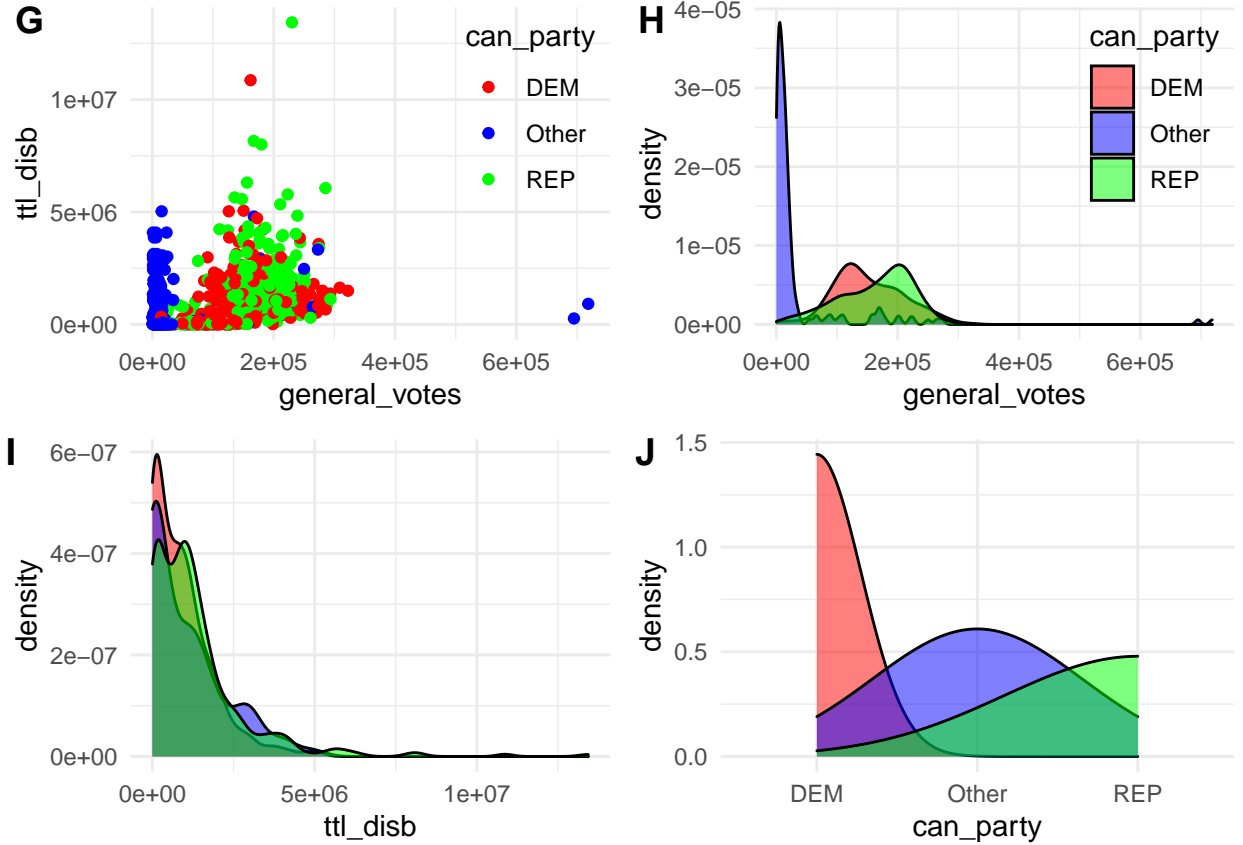 G
can_party
DEM
Other
REP
1e+07
5e+06
0e+00
ttl_disb
0e+00 2e+05 4e+05 6e+05
general_votes
H
can_party
DEM
Other
REP
4e-05
3e-05
2e-05
1e-05
0e+00
density
0e+00 2e+05 4e+05 6e+05
general_votes
I
6e-07
4e-07
2e-07
0e+00
density
0e+00 5e+06 1e+07
ttl_disb
J
1.5
1.0
0.5
0.0
density
DEM Other REP
can_party